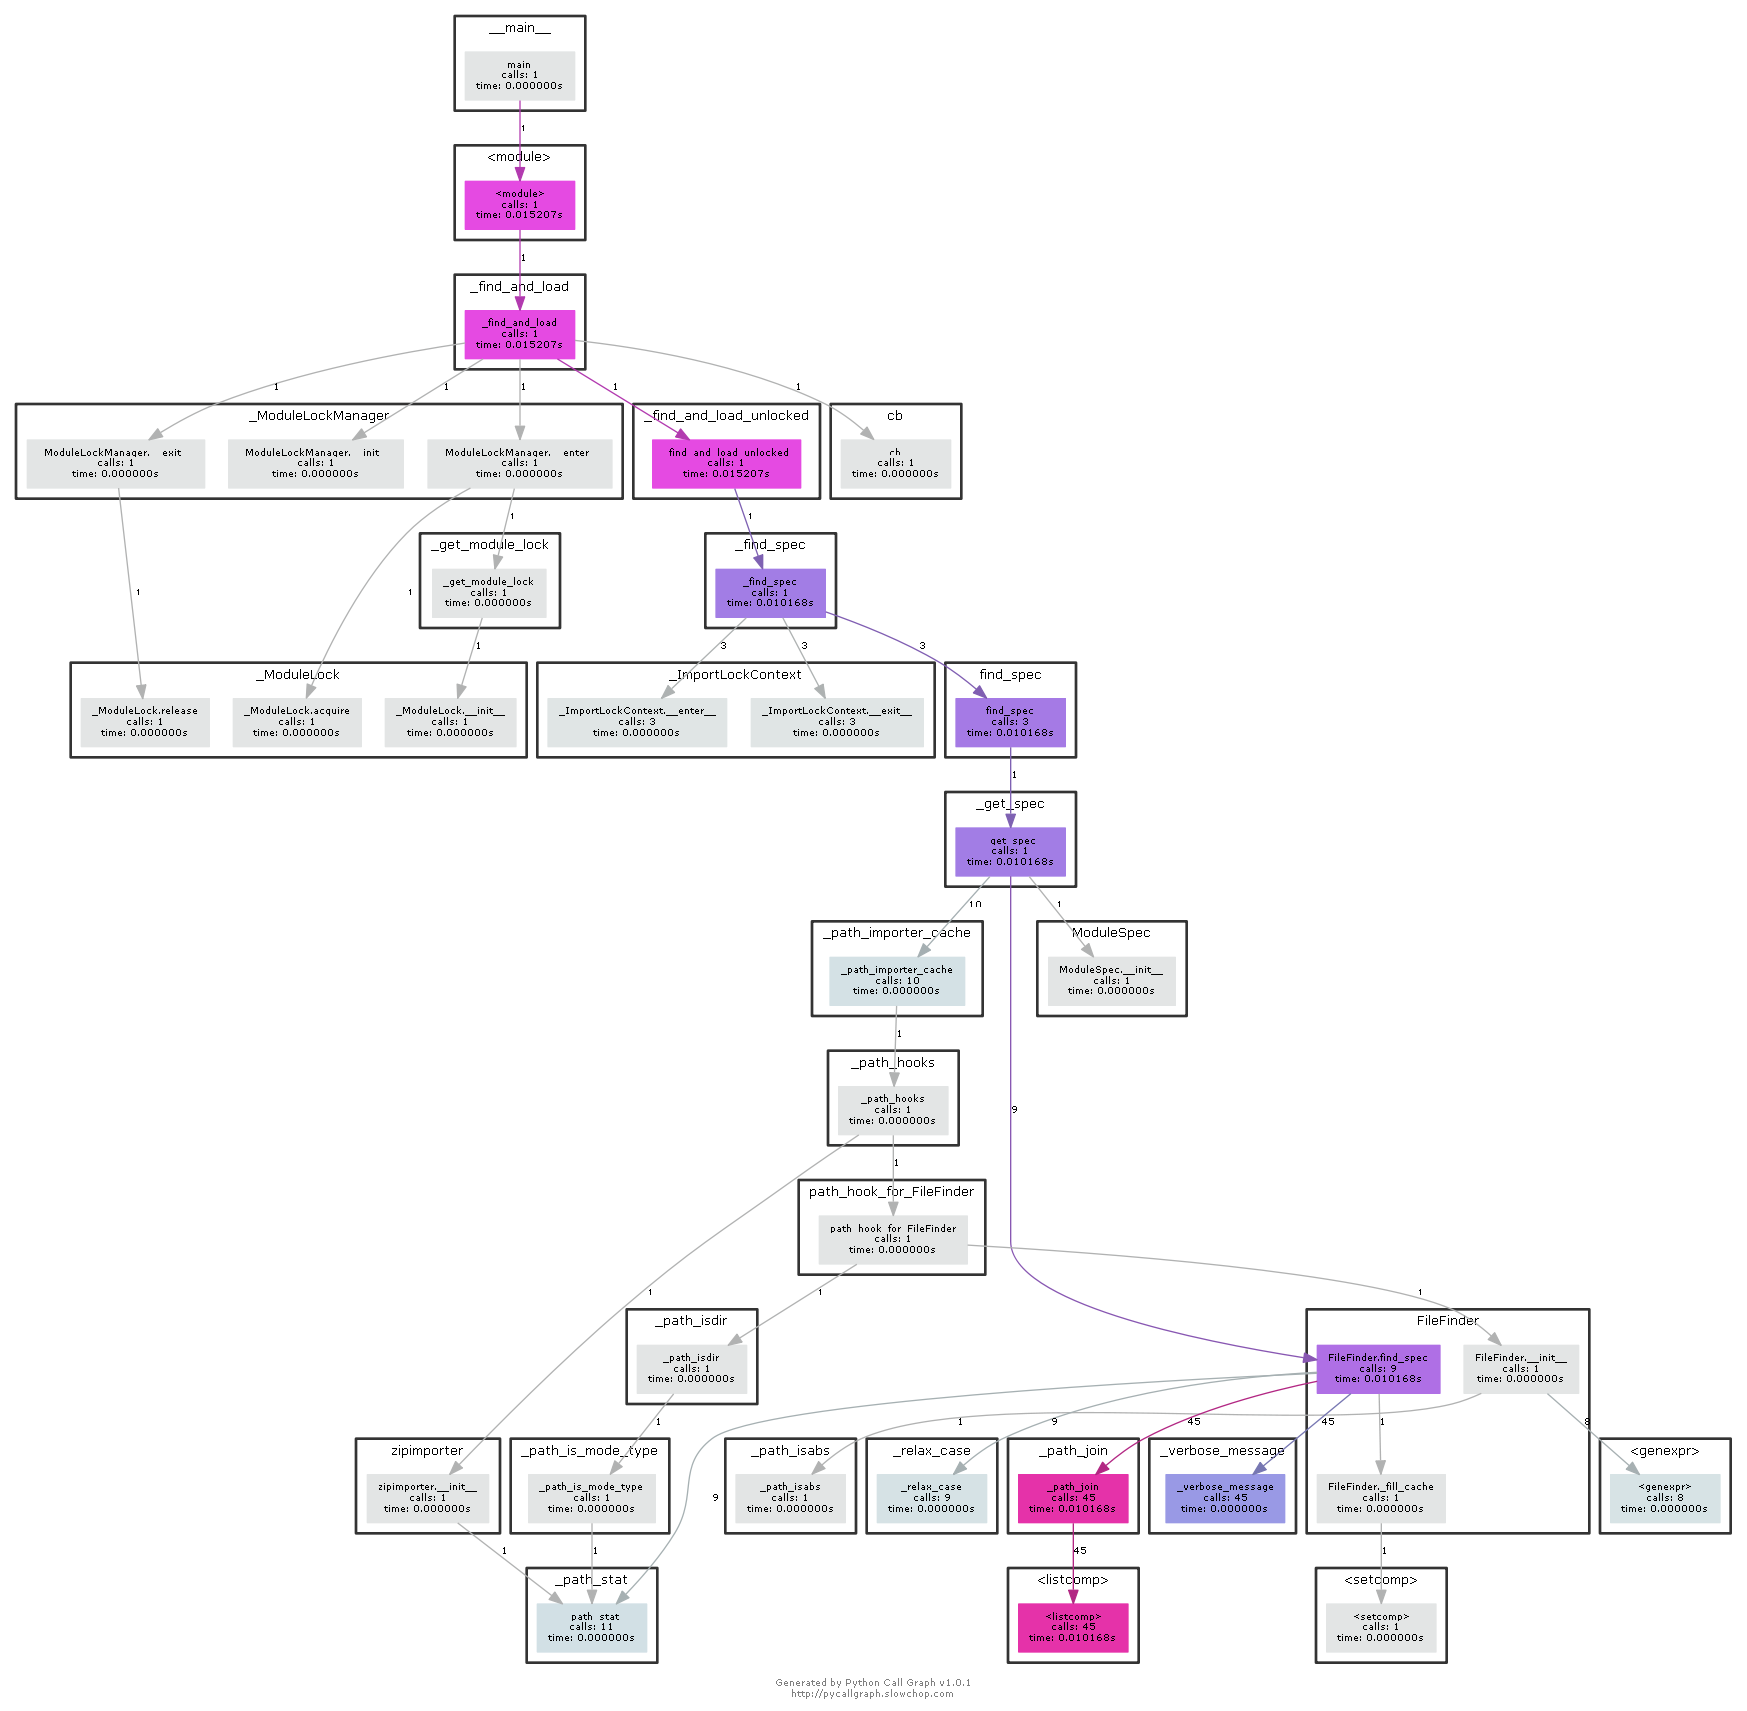 __main__
main
calls: 1
time: 0.000000s
1
<module>
<module>
calls: 1
time: 0.015207s
1
_find_and_load
_find_and_load
calls: 1
time: 0.015207s
1
1
1
1
1
_ModuleLockManager
ModuleLockManager. exit
calls: 1
time: 0.000000s
ModuleLockManager. init
calls: 1
time: 0.000000s
ModuleLockManager. enter
calls: 1
time: 0.000000s
_find_and_load_unlocked
find and load unlocked
calls: 1
time: 0.015207s
cb
cb
calls: 1
time: 0.000000s
1
1
_get_module_lock
_get_module_lock
calls: 1
time: 0.000000s
_find_spec
_find_spec
calls: 1
time: 0.010168s
1
1
1
3
3
3
_ModuleLock
_ModuleLock.release
calls: 1
time: 0.000000s
_ModuleLock.acquire
calls: 1
time: 0.000000s
_ModuleLock.__init__
calls: 1
time: 0.000000s
_ImportLockContext
_ImportLockContext.__enter__
calls: 3
time: 0.000000s
_ImportLockContext.__exit__
calls: 3
time: 0.000000s
find_spec
find_spec
calls: 3
time: 0.010168s
1
_get_spec
get spec
calls: 1
time: 0.010168s
10
1
_path_importer_cache
_path_importer_cache
calls: 10
time: 0.000000s
ModuleSpec
ModuleSpec.__init__
calls: 1
time: 0.000000s
1
_path_hooks
_path_hooks
calls: 1
time: 0.000000s
9
1
path_hook_for_FileFinder
path hook for FileFinder
calls: 1
time: 0.000000s
1
1
1
_path_isdir
_path_isdir
calls: 1
time: 0.000000s
FileFinder
FileFinder.find_spec
calls: 9
time: 0.010168s
FileFinder.__init__
calls: 1
time: 0.000000s
1
1
9
45
45
1
8
zipimporter
zipimporter.__init__
calls: 1
time: 0.000000s
_path_is_mode_type
_path_is_mode_type
calls: 1
time: 0.000000s
9
_path_isabs
_path_isabs
calls: 1
time: 0.000000s
_relax_case
_relax_case
calls: 9
time: 0.000000s
_path_join
_path_join
calls: 45
time: 0.010168s
_verbose_message
_verbose_message
calls: 45
time: 0.000000s
FileFinder._fill_cache
calls: 1
time: 0.000000s
<genexpr>
<genexpr>
calls: 8
time: 0.000000s
1
1
45
1
_path_stat
path stat
calls: 11
time: 0.000000s
<listcomp>
<listcomp>
calls: 45
time: 0.010168s
<setcomp>
<setcomp>
calls: 1
time: 0.000000s
Generated by Python Call Graph v1.0.1
http://pycallgraph.slowchop.com